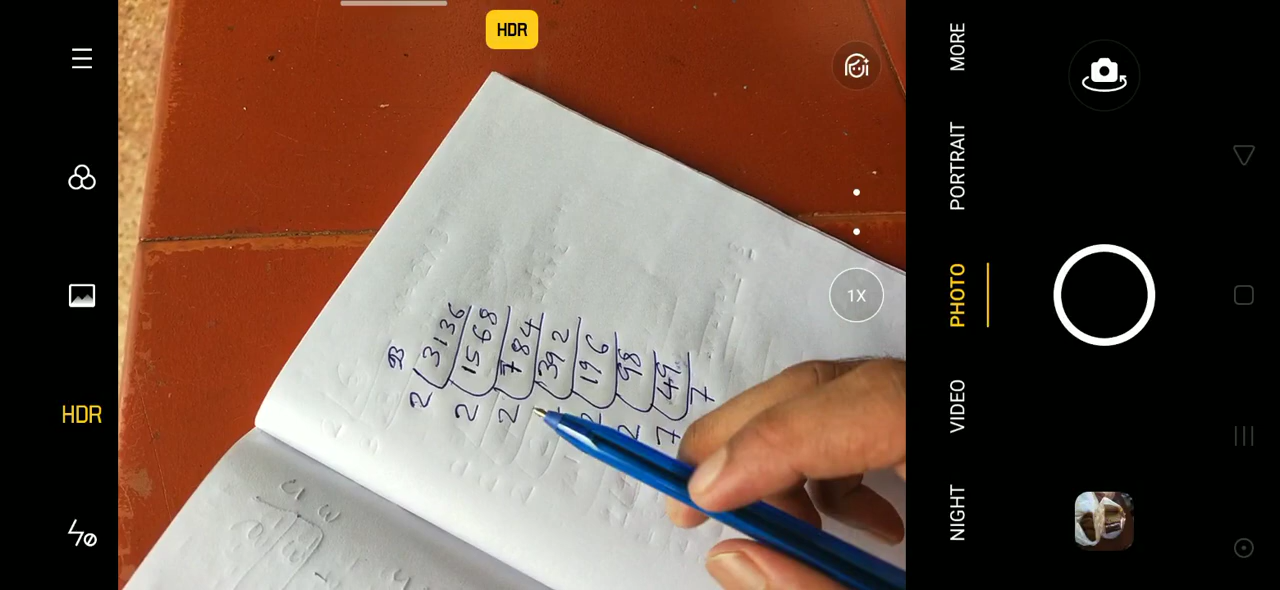 HDR
MORE
PORTRAIT
1X
PHOTO
HDR
VIDEO
NIGHT
2 3136
2 1568
2 784
392
2 196
2 98
7 49
7